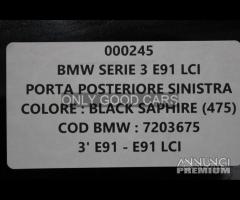 000245
BMW SERIE 3 E91 LCI
PORTA POSTERIORE SINISTRA
ONLY GOOD CARS
COLORE : BLACK SAPHIRE (475)
COD BMW : 7203675
3' E91 - E91 LCI
ANNUNCI
PREMIUM